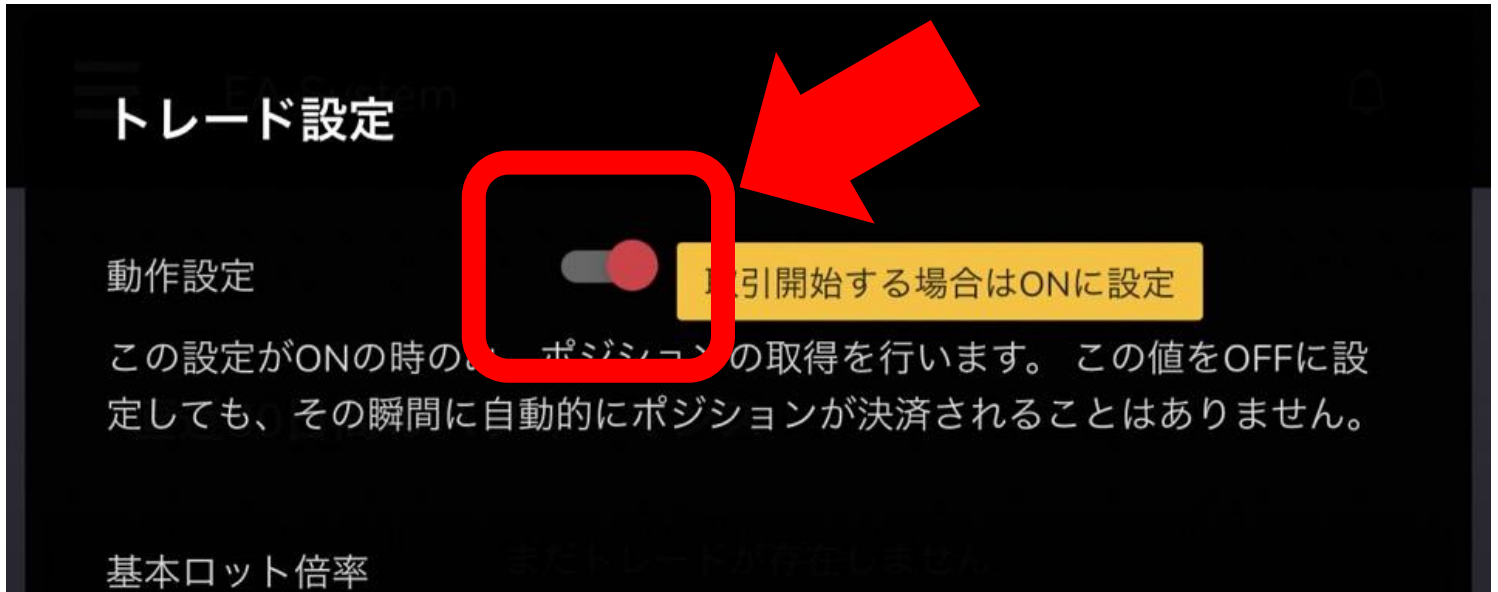 EA System
トレード設定
動作設定
取引開始する場合はONに設定
この設定がONの時のみ、ポジションの取得を行います。 この値をOFFに設
定しても、その瞬間に自動的にポジションが決済されることはありません。
基本ロット倍率
まだトレードが存在しません